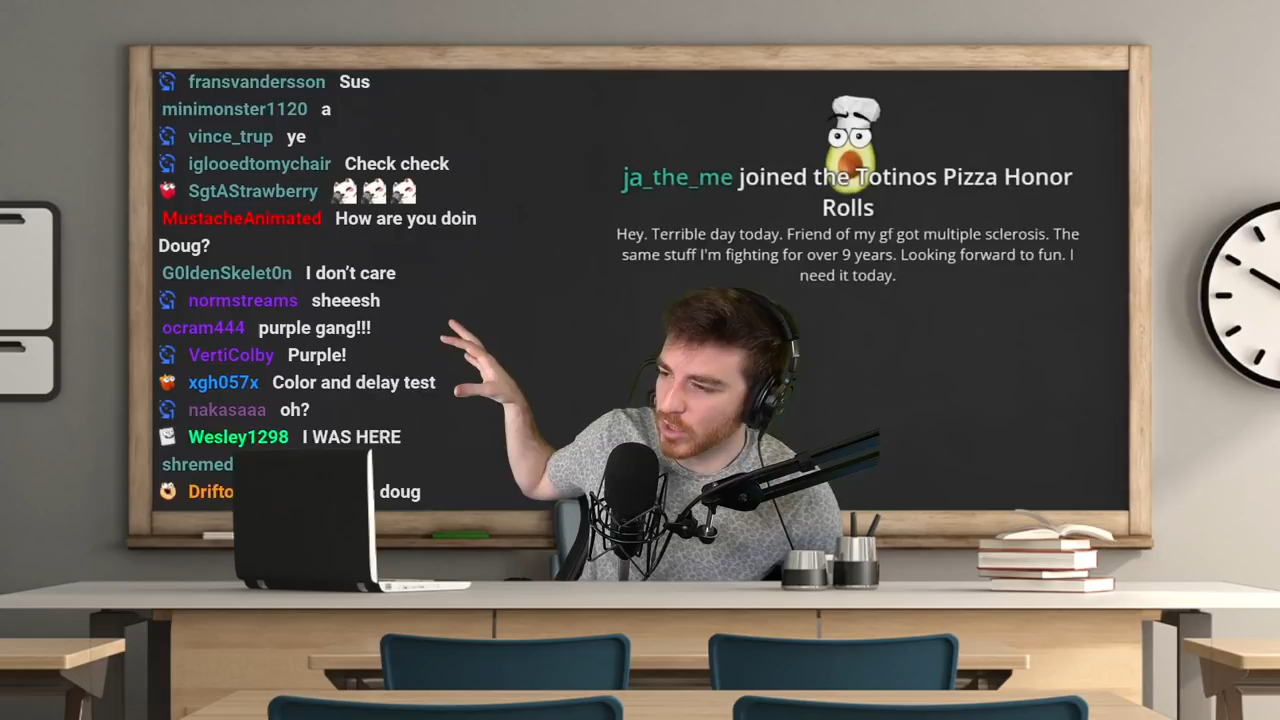 fransvandersson Sus
minimonster1120 a
vince_trup ye
iglooedtomychair Check check
SgtAStrawberry
MustacheAnimated How are you doin
Doug?
G0ldenSkelet0n I don't care
normstreams sheeesh
ocram444 purple gang!!!
VertiColby Purple!
xgh057x Color and delay test
nakasaaa oh?
Wesley1298 I WAS HERE
shremed
Drifto doug
ja_the_me joined the Totinos Pizza Honor
Rolls
Hey. Terrible day today. Friend of my gf got multiple sclerosis. The
same stuff I'm fighting for over 9 years. Looking forward to fun. I
need it today.